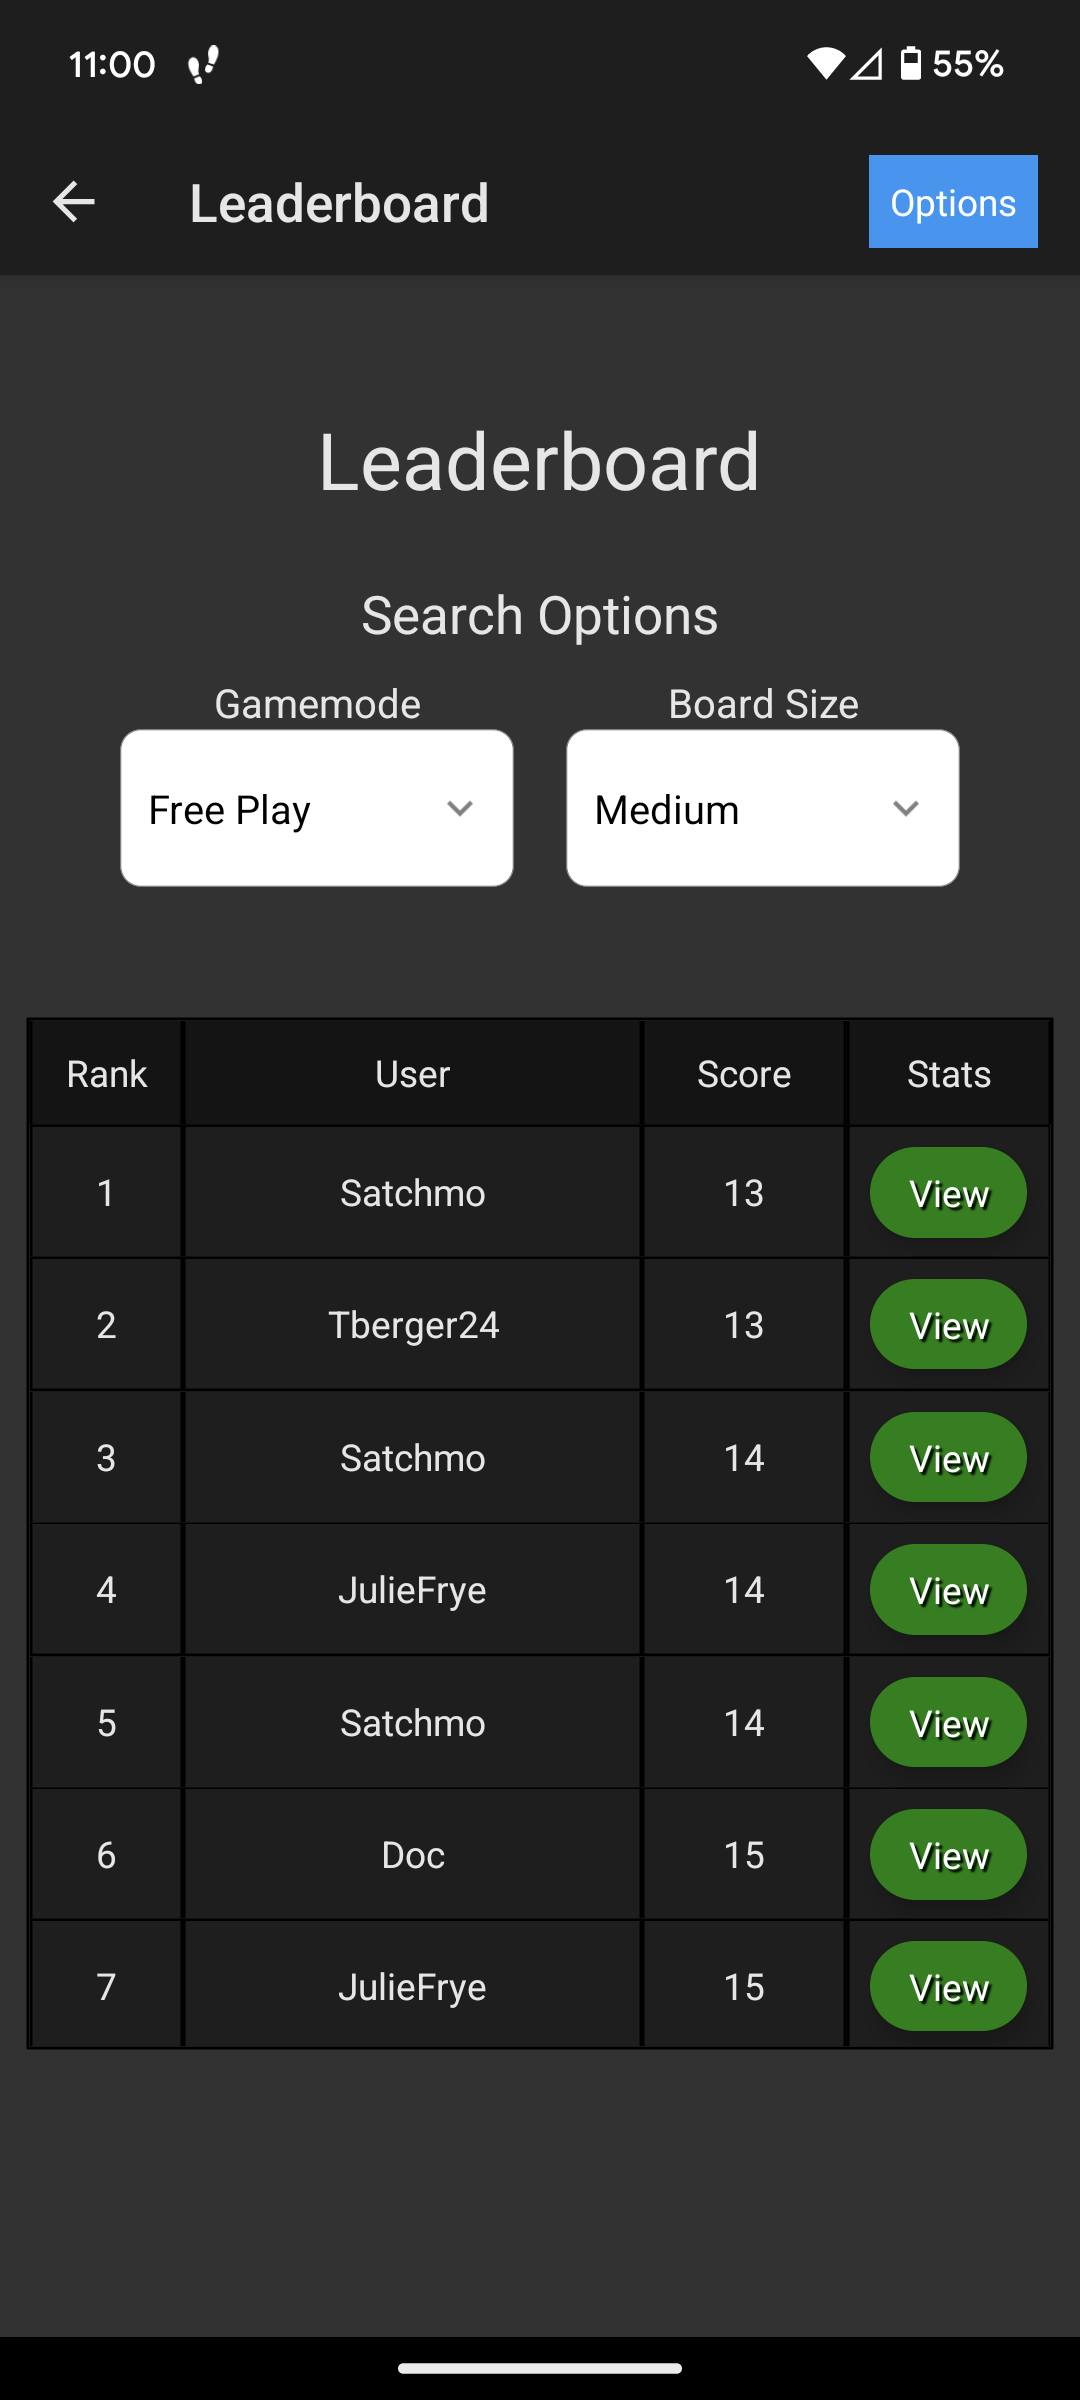 11:00 55%
Leaderboard Options
Leaderboard
Search Options
Gamemode Board Size
Free Play Medium
Rank User Score Stats
1 Satchmo 13 View
2 Tberger24 13 View
3 Satchmo 14 View
4 JulieFrye 14 View
5 Satchmo 14 View
6 Doc 15 View
7 JulieFrye 15 View